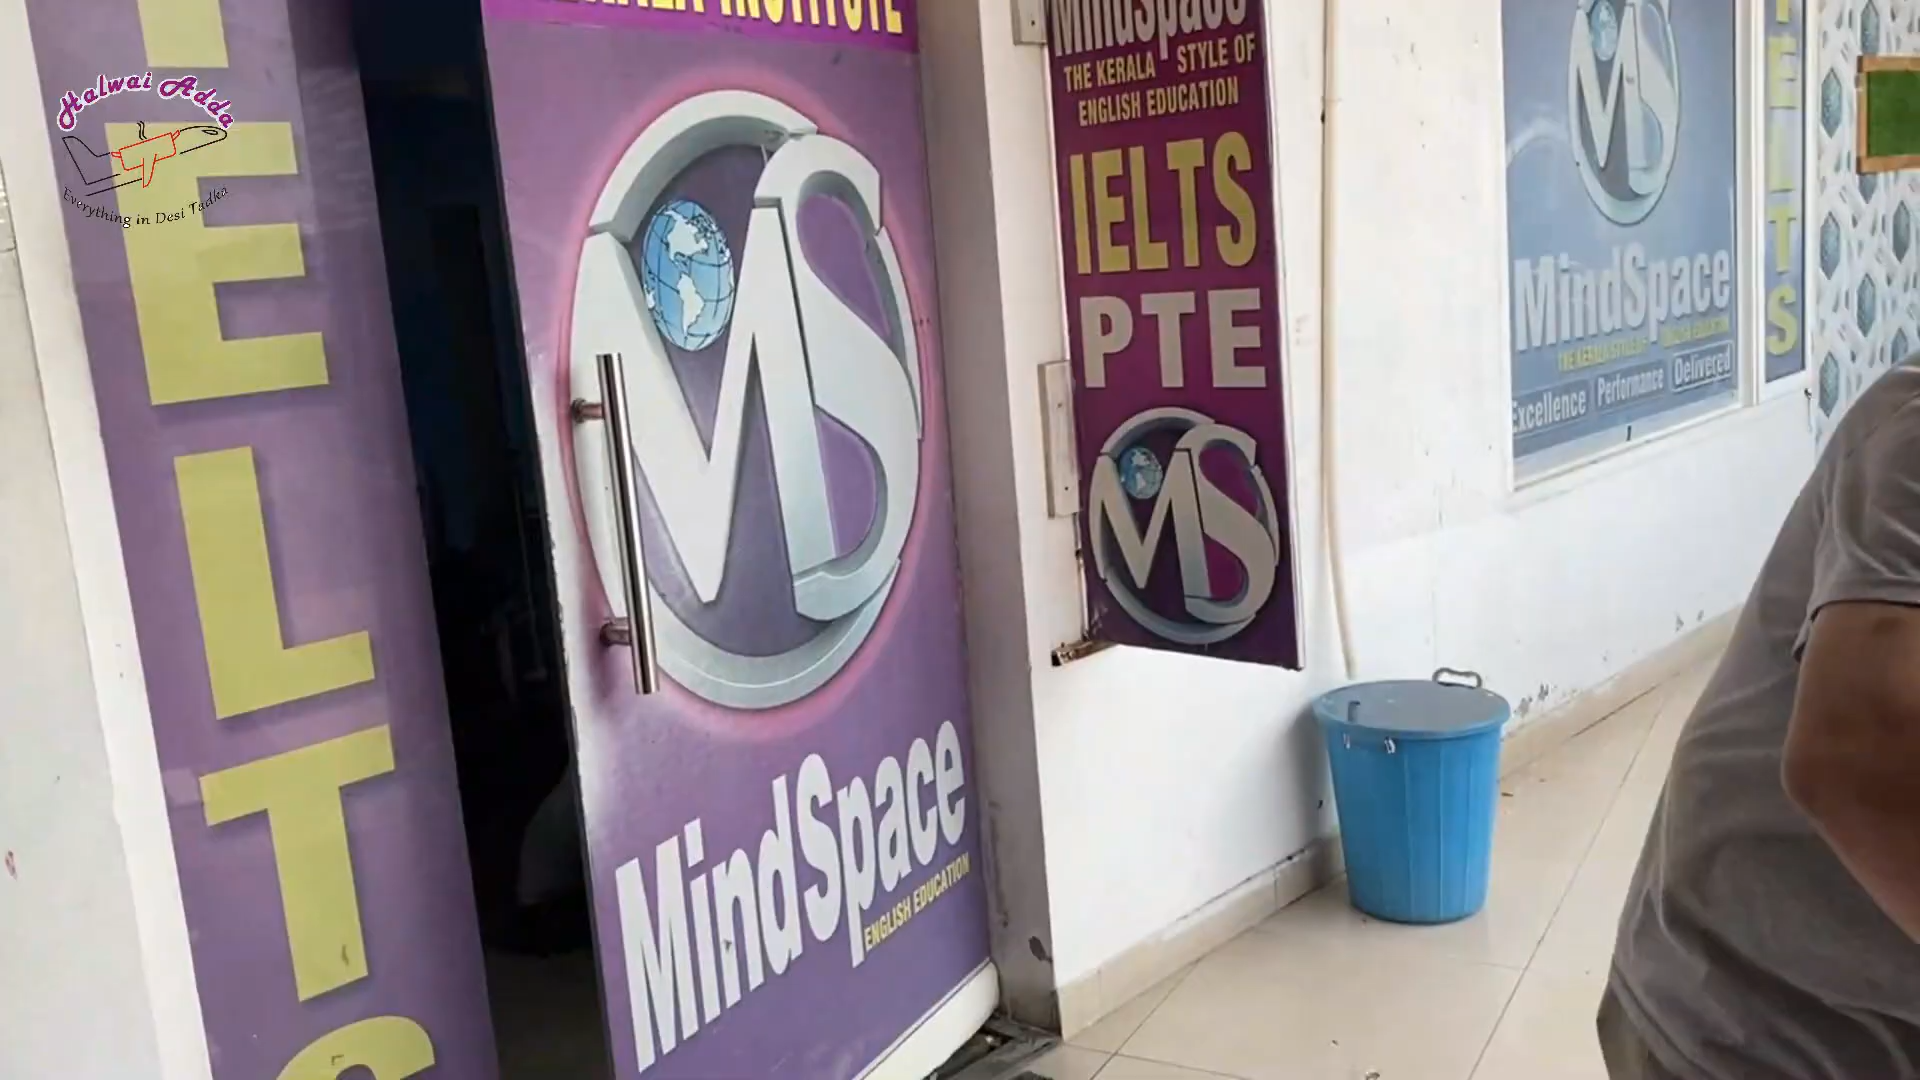 Halwai Adda
Everything in Desi Tadka
ELTS
INSTITUTE
MS
MindSpace
ENGLISH EDUCATION
MindSpace
THE KERALA STYLE OF
ENGLISH EDUCATION
IELTS
PTE
MS
MS
MindSpace
THE KERALA STYLE OF ENGLISH EDUCATION
Excellence Performance Delivered
IELTS